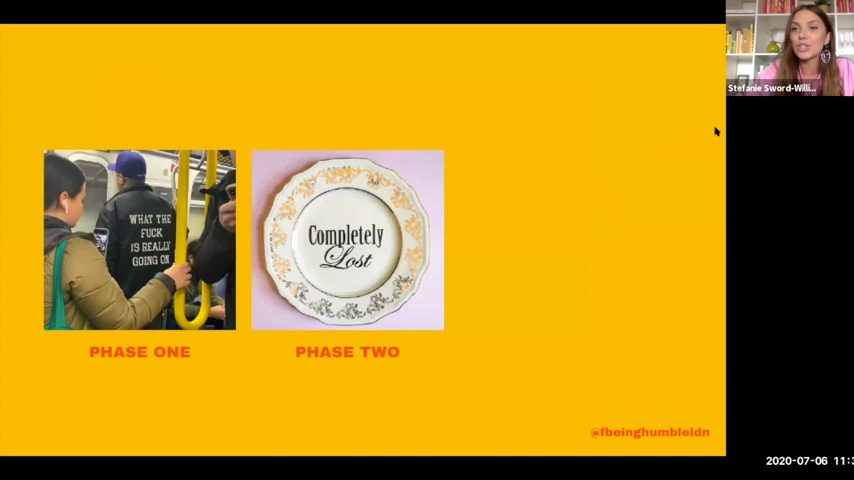 Stefanie Sword-Willi...
WHAT THE
FUCK
IS REALLY
GOING ON
Completely
Lost
PHASE ONE
PHASE TWO
@fbeinghumbleldn
2020-07-06 11:3